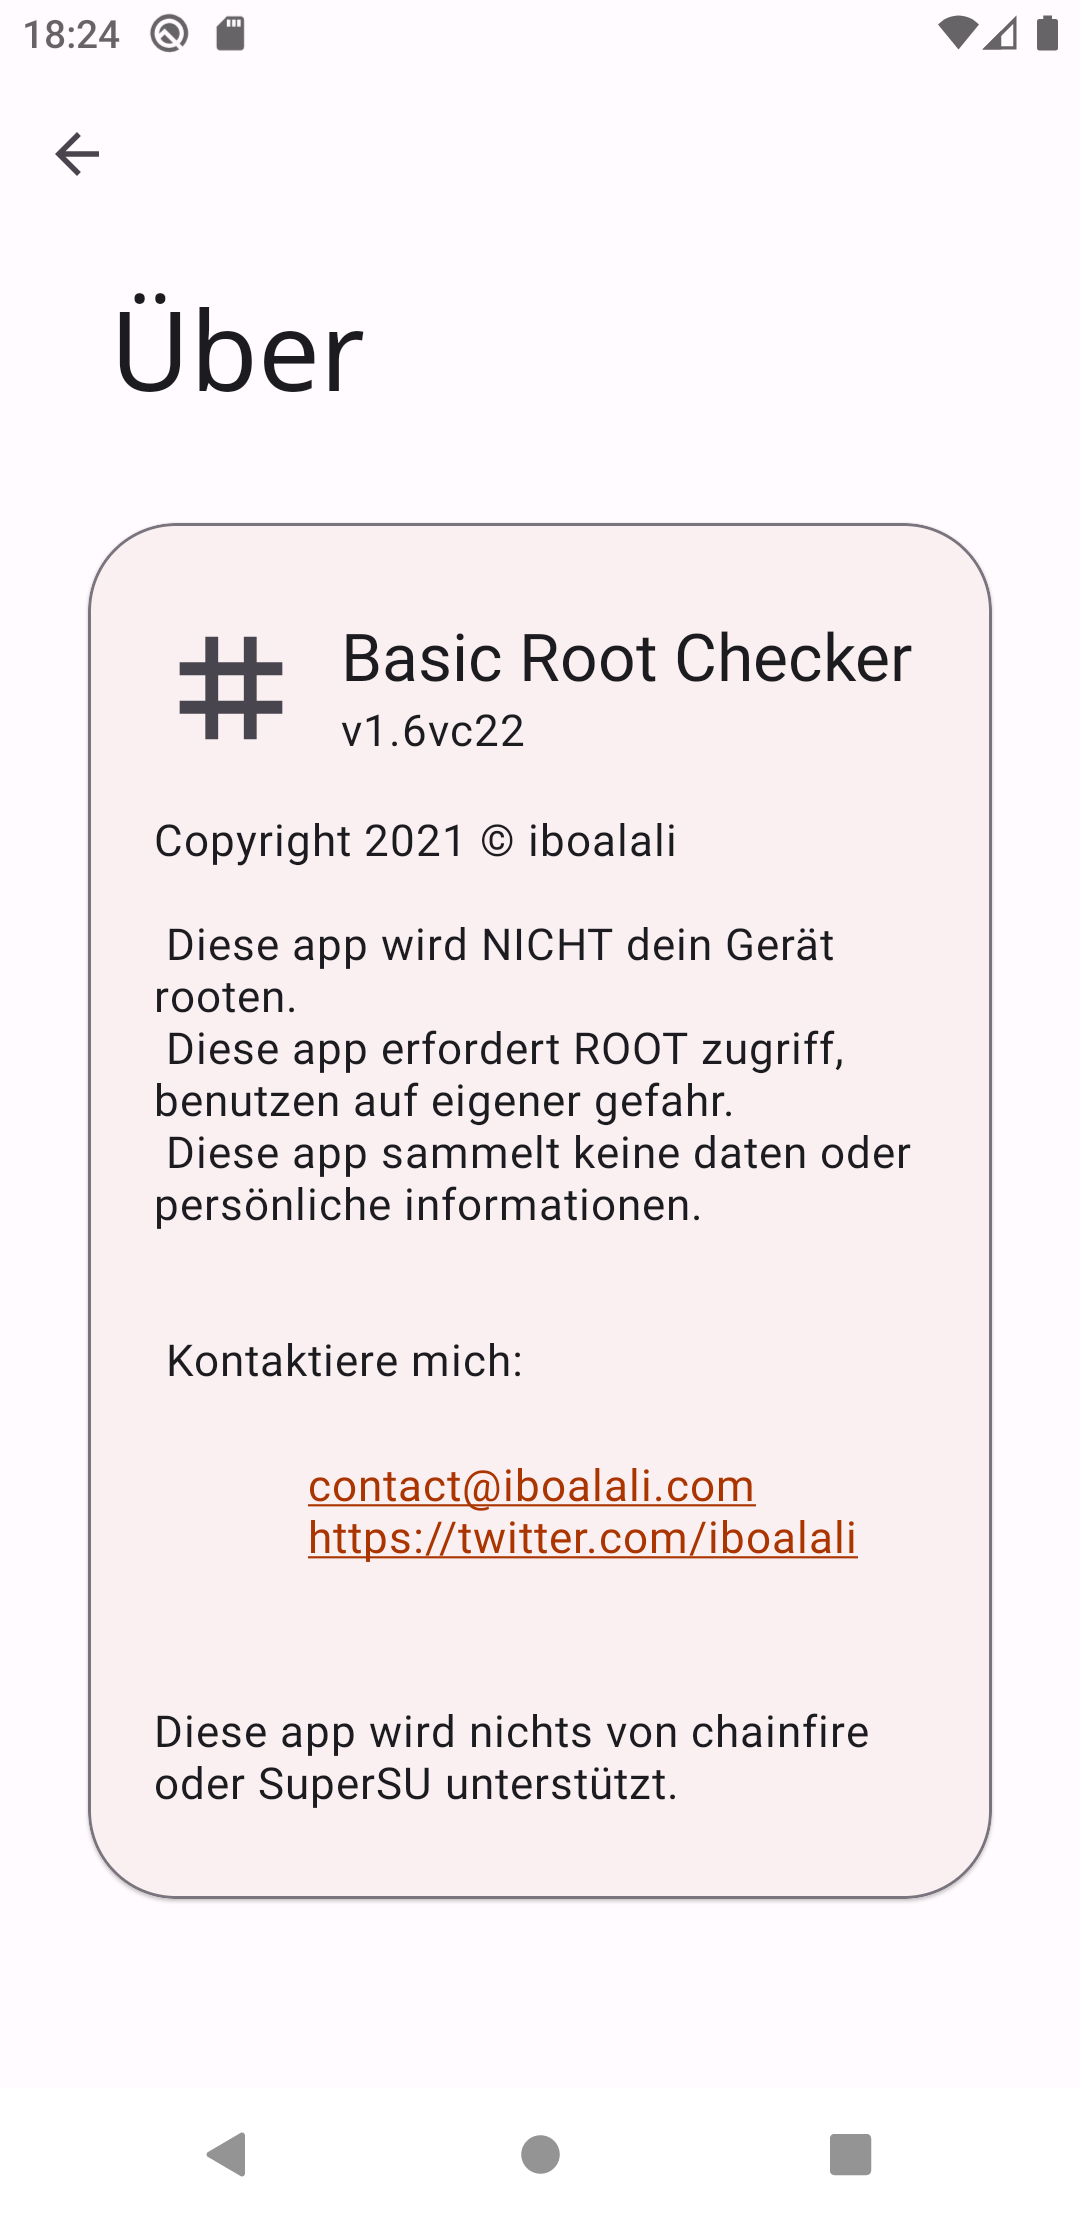 18:24
Über
Basic Root Checker
v1.6vc22
Copyright 2021 © iboalali
Diese app wird NICHT dein Gerät
rooten.
Diese app erfordert ROOT zugriff,
benutzen auf eigener gefahr.
Diese app sammelt keine daten oder
persönliche informationen.
Kontaktiere mich:
contact@iboalali.com
https://twitter.com/iboalali
Diese app wird nichts von chainfire
oder SuperSU unterstützt.